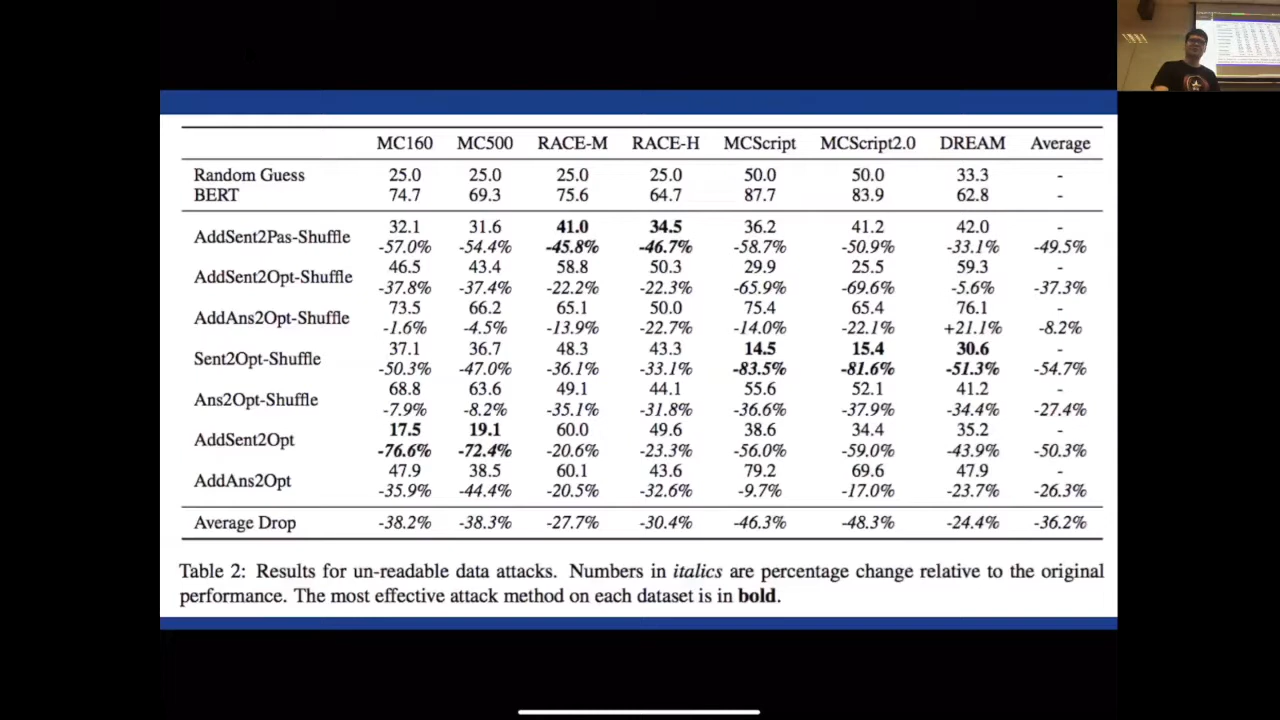 MC160 MC500 RACE-M RACE-H MCScript MCScript2.0 DREAM Average
Random Guess 25.0 25.0 25.0 25.0 50.0 50.0 33.3 -
BERT 74.7 69.3 75.6 64.7 87.7 83.9 62.8 -
AddSent2Pas-Shuffle 32.1 31.6 41.0 34.5 36.2 41.2 42.0 -
-57.0% -54.4% -45.8% -46.7% -58.7% -50.9% -33.1% -49.5%
AddSent2Opt-Shuffle 46.5 43.4 58.8 50.3 29.9 25.5 59.3 -
-37.8% -37.4% -22.2% -22.3% -65.9% -69.6% -5.6% -37.3%
AddAns2Opt-Shuffle 73.5 66.2 65.1 50.0 75.4 65.4 76.1 -
-1.6% -4.5% -13.9% -22.7% -14.0% -22.1% +21.1% -8.2%
Sent2Opt-Shuffle 37.1 36.7 48.3 43.3 14.5 15.4 30.6 -
-50.3% -47.0% -36.1% -33.1% -83.5% -81.6% -51.3% -54.7%
Ans2Opt-Shuffle 68.8 63.6 49.1 44.1 55.6 52.1 41.2 -
-7.9% -8.2% -35.1% -31.8% -36.6% -37.9% -34.4% -27.4%
AddSent2Opt 17.5 19.1 60.0 49.6 38.6 34.4 35.2 -
-76.6% -72.4% -20.6% -23.3% -56.0% -59.0% -43.9% -50.3%
AddAns2Opt 47.9 38.5 60.1 43.6 79.2 69.6 47.9 -
-35.9% -44.4% -20.5% -32.6% -9.7% -17.0% -23.7% -26.3%
Average Drop -38.2% -38.3% -27.7% -30.4% -46.3% -48.3% -24.4% -36.2%
Table 2: Results for un-readable data attacks. Numbers in italics are percentage change relative to the original
performance. The most effective attack method on each dataset is in bold.